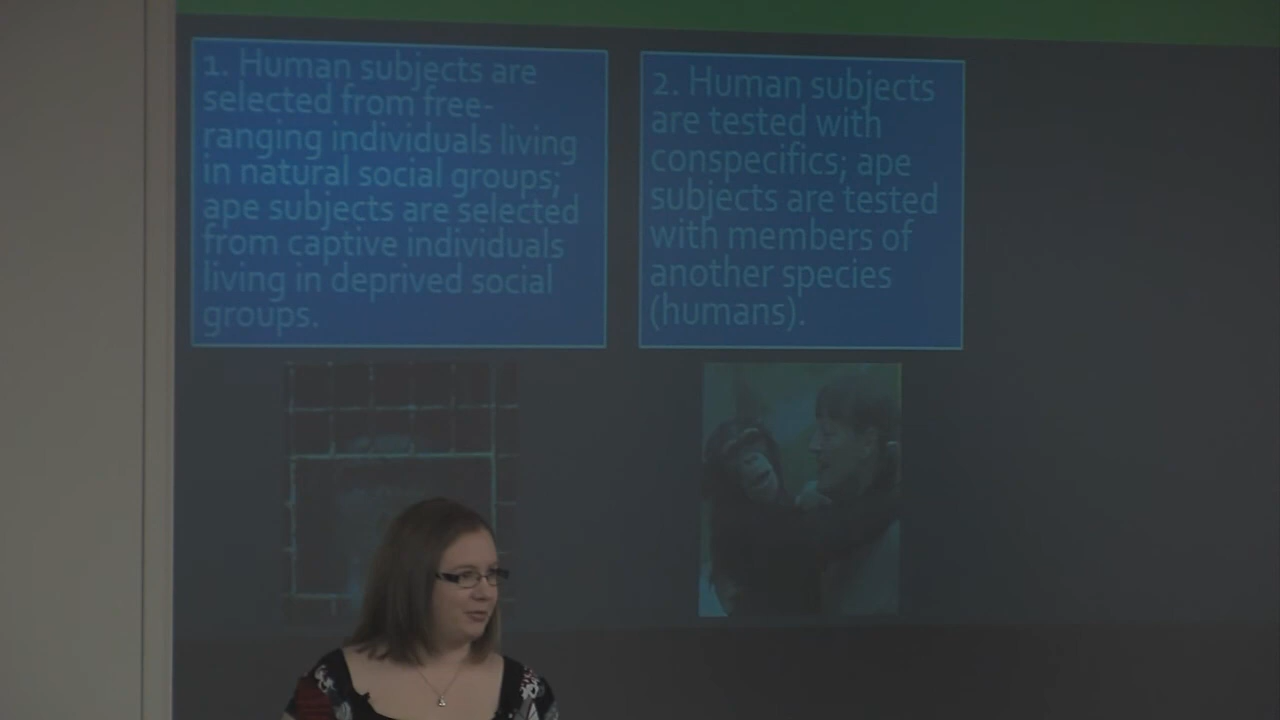 1. Human subjects are
selected from free-
ranging individuals living
in natural social groups;
ape subjects are selected
from captive individuals
living in deprived social
groups.
2. Human subjects
are tested with
conspecifics; ape
subjects are tested
with members of
another species
(humans).